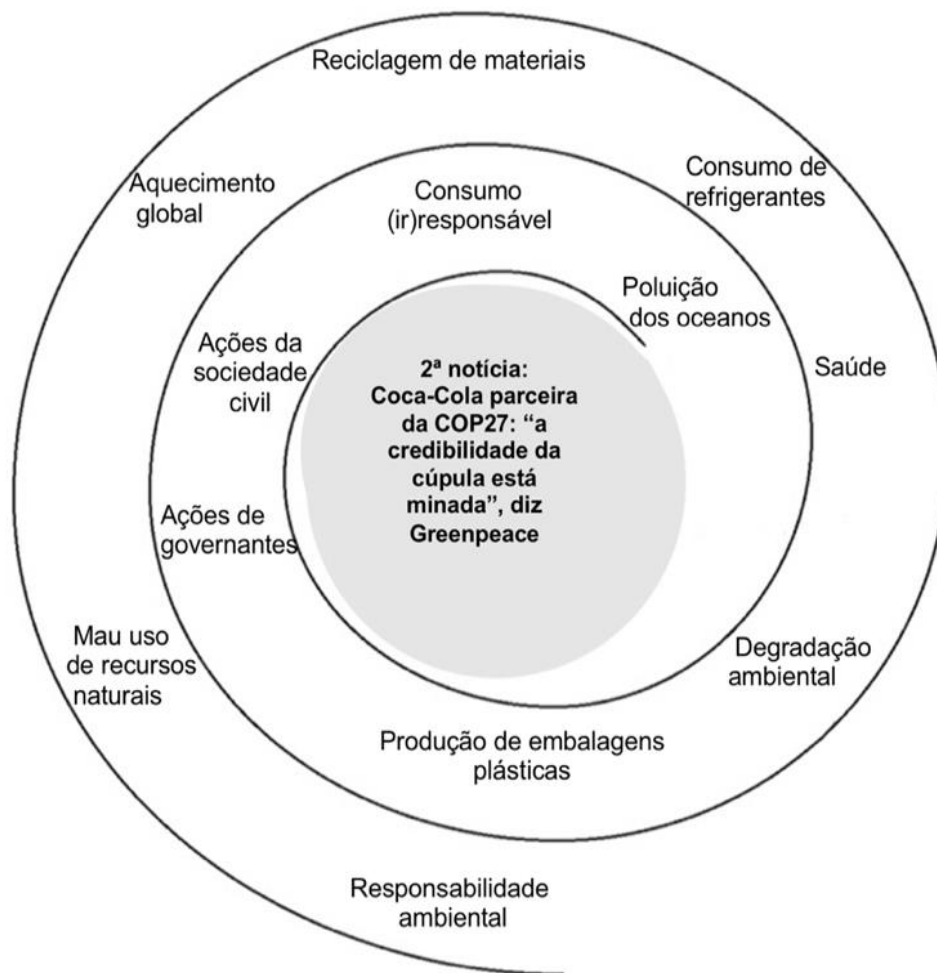 Reciclagem de materiais
Aquecimento
global
Consumo
(ir)responsável
Consumo de
refrigerantes
Poluição
dos oceanos
Ações da
sociedade
civil
2ª notícia:
Coca-Cola parceira
da COP27: “a
credibilidade da
cúpula está
minada”, diz
Greenpeace
Saúde
Ações de
governantes
Mau uso
de recursos
naturais
Degradação
ambiental
Produção de embalagens
plásticas
Responsabilidade
ambiental